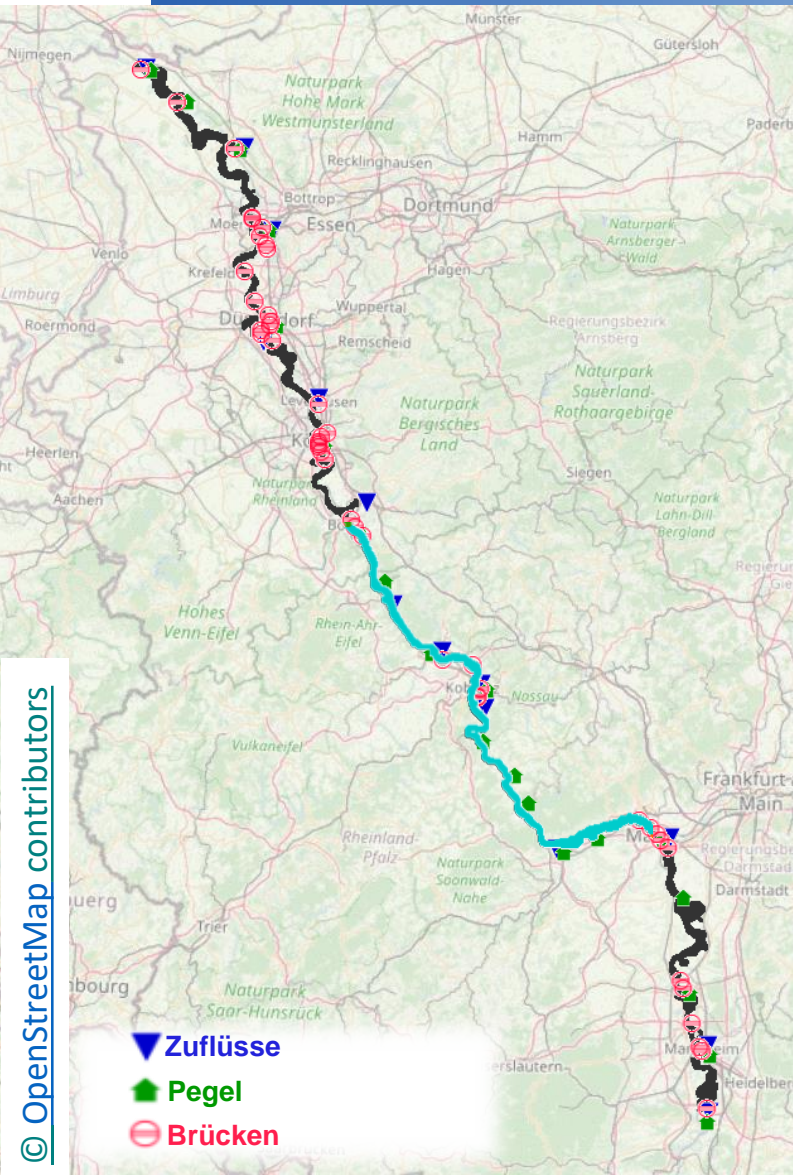 Münster
Nijmegen
Gütersloh
Naturpark
Hohe Mark
- Westmünsterland
Hamm
Recklinghausen
Bottrop
Dortmund
Essen
Naturpark
Arnsberger-
Wald
Venlo
Krefeld
Hagen
Limburg
Wuppertal
Roermond
Regierungsbezirk
Arnsberg
Remscheid
Naturpark
Sauerland-
Rothaargebirge
Naturpark
Bergisches
Land
Heerlen
Siegen
Aachen
Rheinland
Naturpark
Lahn-Dill-
Bergland
Hohes
Venn-Eifel
Rhein-Ahr-
Eifel
Nassau
Vulkaneifel
Frankfurt
Main
Rheinland-
Pfalz
Naturpark
Soonwald-
Nahe
Darmstadt
Trier
Naturpark
Saar-Hunsrück
Zuflüsse
Pegel
Brücken
© OpenStreetMap contributors